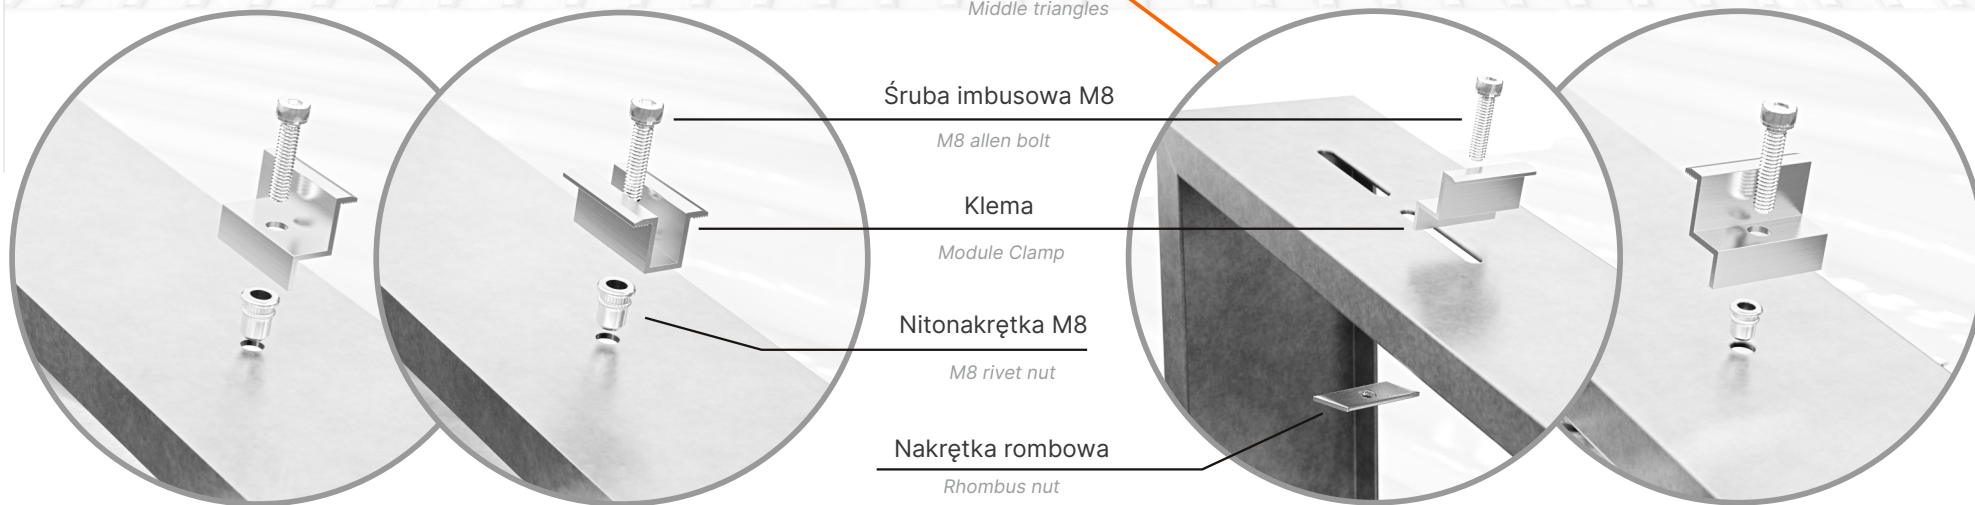 Middle triangles
Śruba imbusowa M8
M8 allen bolt
Klema
Module Clamp
Nitonakrętka M8
M8 rivet nut
Nakrętka rombowa
Rhombus nut